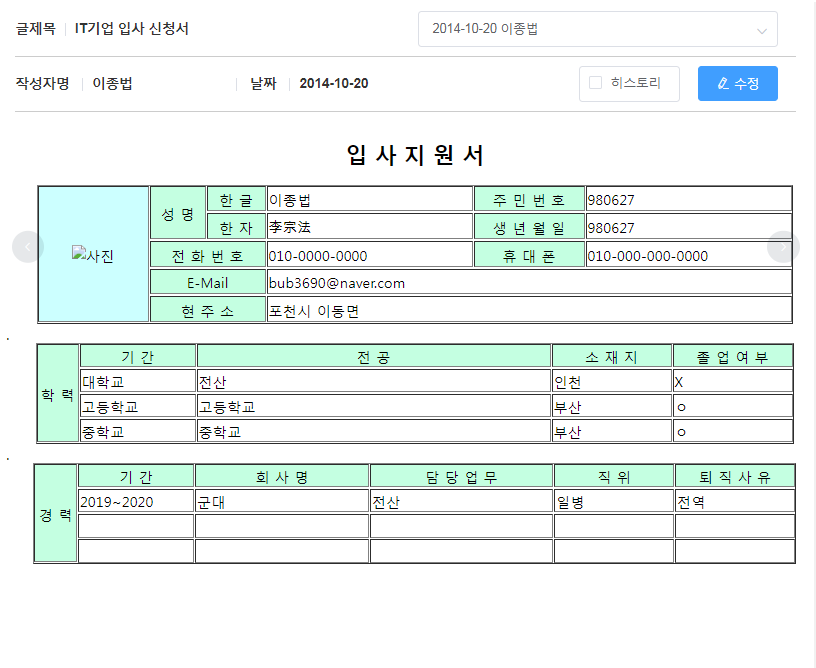 글제목 IT기업 입사 신청서 2014-10-20 이종법
작성자명 이종법 날짜 2014-10-20 히스토리 수정
입 사 지 원 서
사진
성 명
한 글 이종법 주 민 번 호 980627
한 자 李宗法 생 년 월 일 980627
전 화 번 호 010-0000-0000 휴 대 폰 010-000-000-0000
E-Mail bub3690@naver.com
현 주 소 포천시 이동면
학 력
기 간 전 공 소 재 지 졸 업 여 부
대학교 전산 인천 X
고등학교 고등학교 부산 ㅇ
중학교 중학교 부산 ㅇ
경 력
기 간 회 사 명 담 당 업 무 직 위 퇴 직 사 유
2019~2020 군대 전산 일병 전역